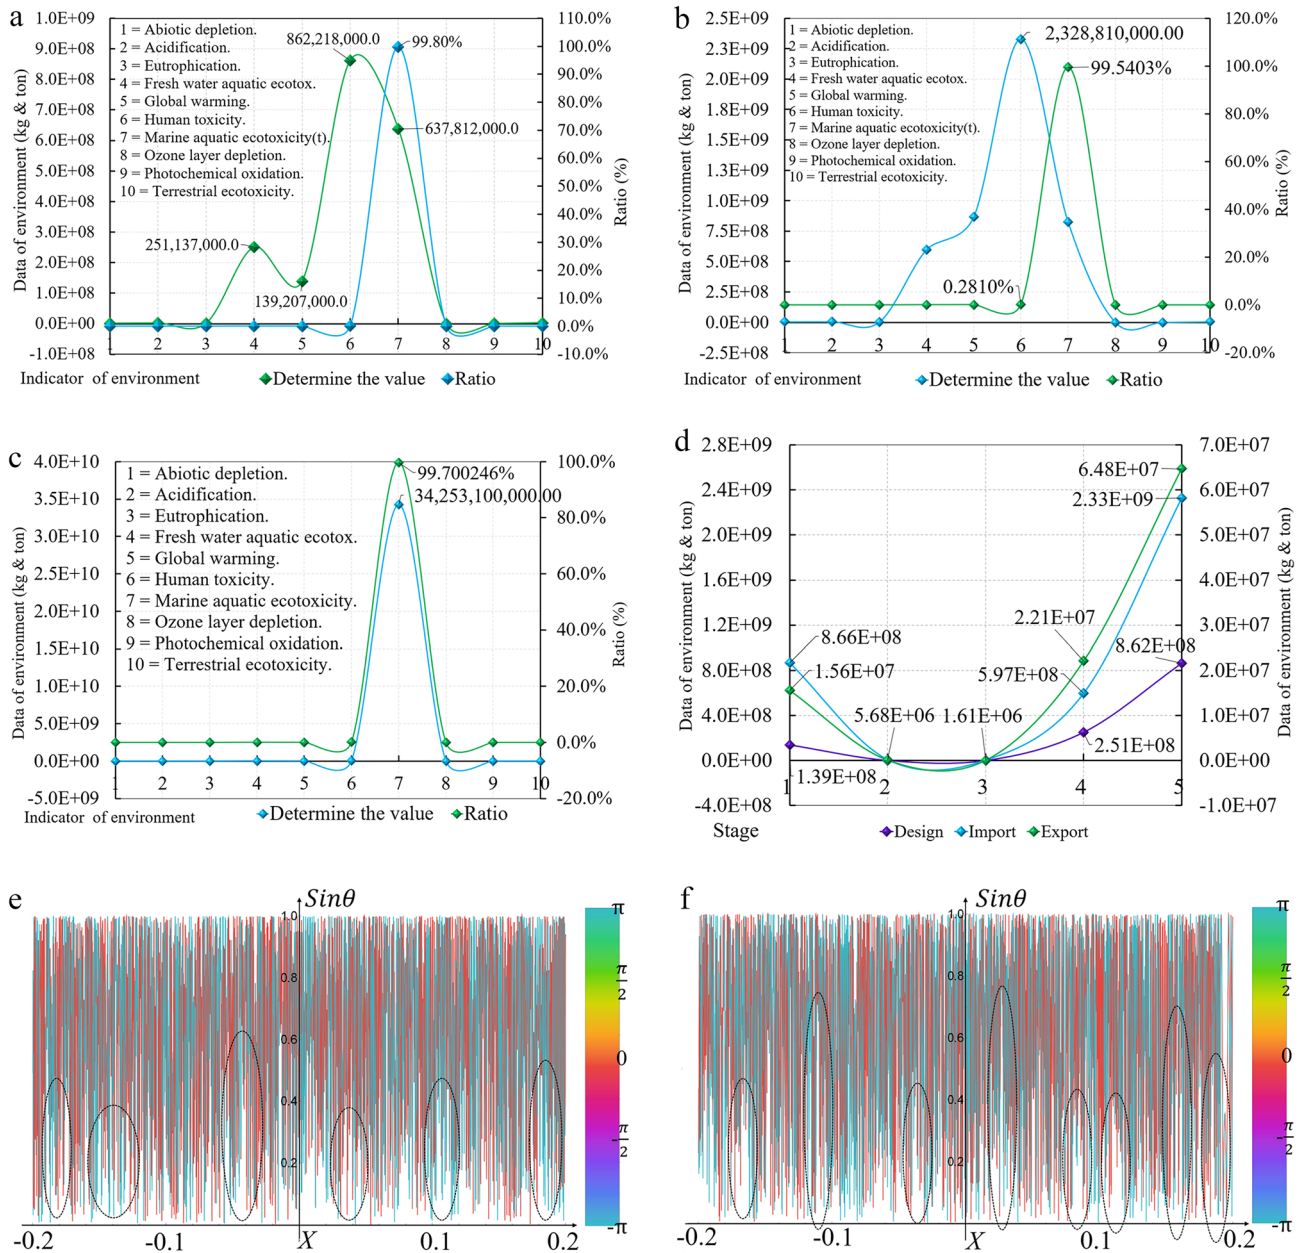 a
1.0E+09
9.0E+08
8.0E+08
7.0E+08
6.0E+08
5.0E+08
4.0E+08
3.0E+08
2.0E+08
1.0E+08
0.0E+00
-1.0E+08
Data of environment (kg & ton)
1 = Abiotic depletion.
2 = Acidification.
3 = Eutrophication.
4 = Fresh water aquatic ecotox.
5 = Global warming.
6 = Human toxicity.
7 = Marine aquatic ecotoxicity(t).
8 = Ozone layer depletion.
9 = Photochemical oxidation.
10 = Terrestrial ecotoxicity.
862,218,000.0
99.80%
637,812,000.0
251,137,000.0
139,207,000.0
110.0%
100.0%
90.0%
80.0%
70.0%
60.0%
50.0%
40.0%
30.0%
20.0%
10.0%
0.0%
-10.0%
Ratio (%)
1 2 3 4 5 6 7 8 9 10
Indicator of environment
Determine the value Ratio
b
2.5E+09
2.3E+09
2.0E+09
1.8E+09
1.5E+09
1.3E+09
1.0E+09
7.5E+08
5.0E+08
2.5E+08
0.0E+00
-2.5E+08
Data of environment (kg & ton)
1 = Abiotic depletion.
2 = Acidification.
3 = Eutrophication.
4 = Fresh water aquatic ecotox.
5 = Global warming.
6 = Human toxicity.
7 = Marine aquatic ecotoxicity(t).
8 = Ozone layer depletion.
9 = Photochemical oxidation.
10 = Terrestrial ecotoxicity.
2,328,810,000.00
99.5403%
0.2810%
120.0%
100.0%
80.0%
60.0%
40.0%
20.0%
0.0%
-20.0%
Ratio (%)
1 2 3 4 5 6 7 8 9 10
Indicator of environment
Determine the value Ratio
c
4.0E+10
3.5E+10
3.0E+10
2.5E+10
2.0E+10
1.5E+10
1.0E+10
5.0E+09
0.0E+00
-5.0E+09
Data of environment (kg & ton)
1 = Abiotic depletion.
2 = Acidification.
3 = Eutrophication.
4 = Fresh water aquatic ecotox.
5 = Global warming.
6 = Human toxicity.
7 = Marine aquatic ecotoxicity.
8 = Ozone layer depletion.
9 = Photochemical oxidation.
10 = Terrestrial ecotoxicity.
99.700246%
34,253,100,000.00
100.0%
80.0%
60.0%
40.0%
20.0%
0.0%
-20.0%
Ratio (%)
1 2 3 4 5 6 7 8 9 10
Indicator of environment
Determine the value Ratio
d
2.8E+09
2.4E+09
2.0E+09
1.6E+09
1.2E+09
8.0E+08
4.0E+08
0.0E+00
-4.0E+08
Data of environment (kg & ton)
6.48E+07
2.33E+09
2.21E+07
8.66E+08
8.62E+08
1.56E+07
5.97E+08
5.68E+06
1.61E+06
2.51E+08
1.39E+08
7.0E+07
6.0E+07
5.0E+07
4.0E+07
3.0E+07
2.0E+07
1.0E+07
0.0E+00
-1.0E+07
Data of environment (kg & ton)
1 2 3 4 5
Stage
Design Import Export
e
Sinθ
1.0
0.8
0.6
0.4
0.2
-0.2 -0.1 X 0.1 0.2
π
π/2
0
-π/2
-π
f
Sinθ
1.0
0.8
0.6
0.4
0.2
-0.2 -0.1 X 0.1 0.2
π
π/2
0
-π/2
-π